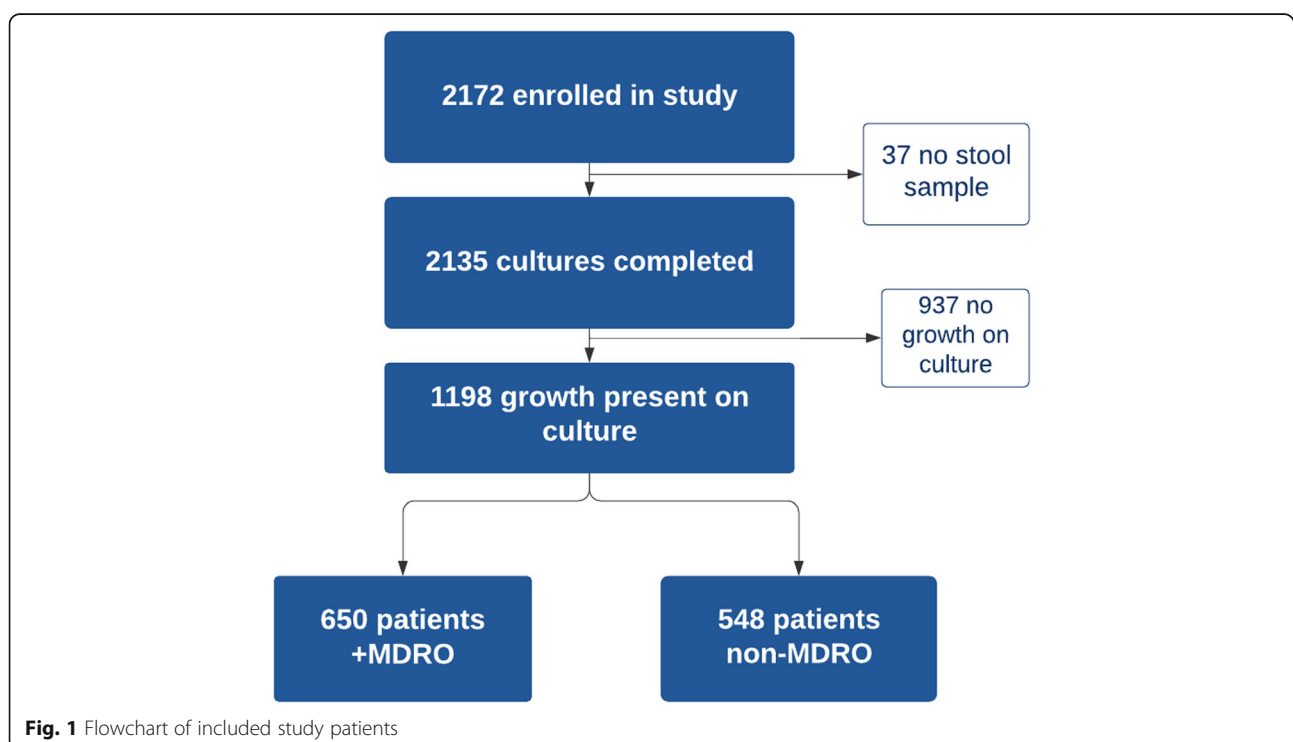 2172 enrolled in study
37 no stool
sample
2135 cultures completed
937 no
growth on
culture
1198 growth present on
culture
650 patients
+MDRO
548 patients
non-MDRO
Fig. 1 Flowchart of included study patients